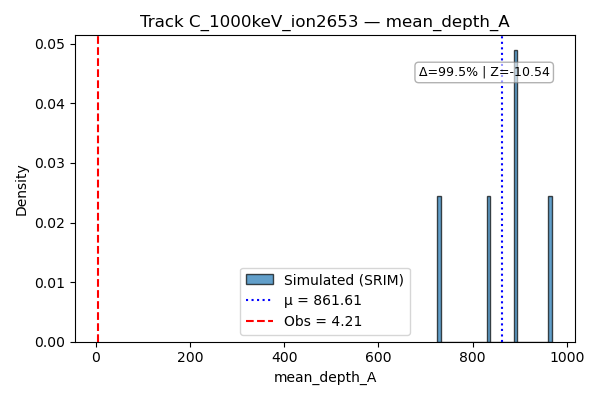 Track C_1000keV_ion2653 — mean_depth_A
0.05
0.04
0.03
0.02
0.01
0.00
Density
Δ=99.5% | Z=-10.54
Simulated (SRIM)
μ = 861.61
Obs = 4.21
0 200 400 600 800 1000
mean_depth_A